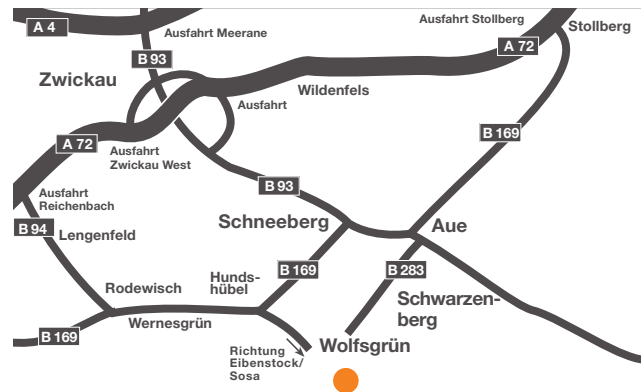 A 4
Ausfahrt Meerane
Ausfahrt Stollberg
Stollberg
A 72
B 93
Zwickau
Wildenfels
Ausfahrt
B 169
A 72
Ausfahrt
Zwickau West
B 93
Ausfahrt
Reichenbach
B 94
Lengenfeld
Schneeberg
Aue
Hunds-
hübel
B 169
B 283
Rodewisch
Schwarzen-
berg
Wernesgrün
B 169
Richtung
Eibenstock/
Sosa
Wolfsgrün